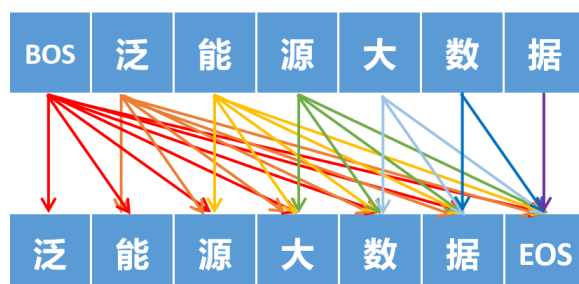 BOS 泛 能 源 大 数 据
泛 能 源 大 数 据 EOS